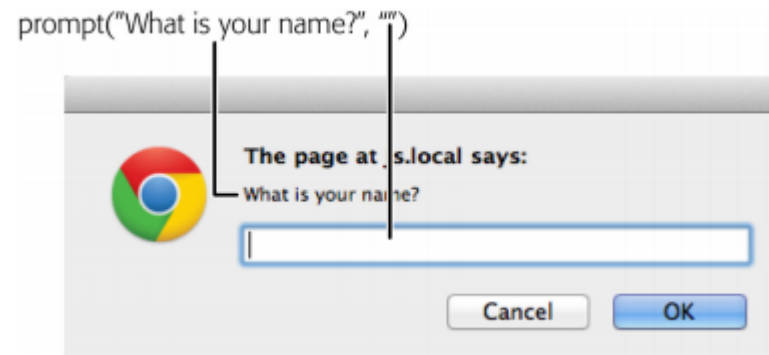 prompt("What is your name?", "")
The page at js.local says:
What is your name?
Cancel OK